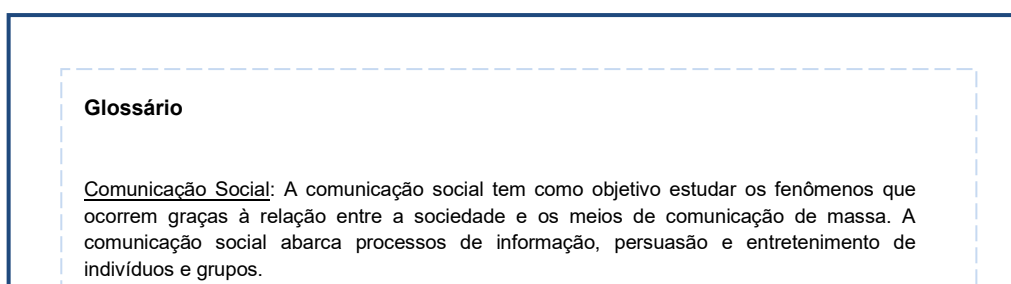 Glossário
Comunicação Social: A comunicação social tem como objetivo estudar os fenômenos que
ocorrem graças à relação entre a sociedade e os meios de comunicação de massa. A
comunicação social abarca processos de informação, persuasão e entretenimento de
indivíduos e grupos.